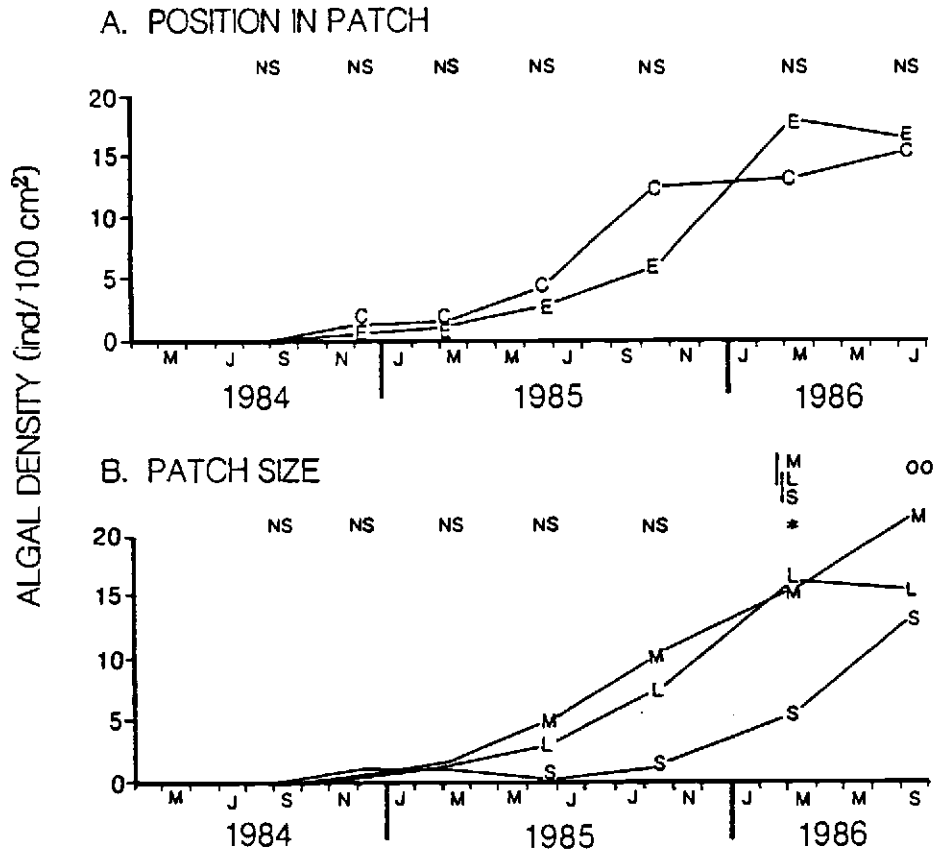 A. POSITION IN PATCH
NS NS NS NS NS NS NS
ALGAL DENSITY (ind/100 cm²)
20
15
10
5
0
C C C C C C
E E E E E E
M J S N J M M J S N J M M J
1984 1985 1986
B. PATCH SIZE
M
L
S
oo
NS NS NS NS NS *
20
15
10
5
0
M M M M
L L L L
S S S S
M J S N J M M J J N J M M S
1984 1985 1986